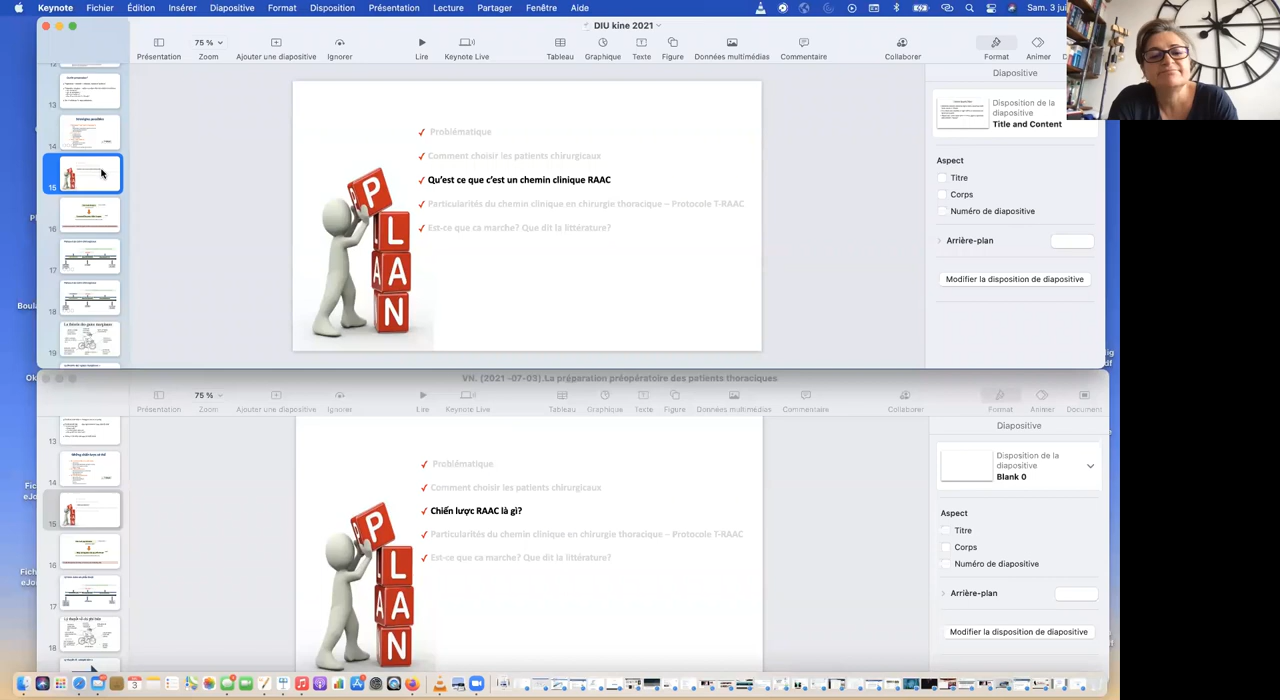 Keynote Fichier Édition Insérer Diapositive Format Disposition Présentation Lecture Partager Fenêtre Aide
DIU kine 2021
75 %
Présentation Zoom Ajouter une diapositive Ignorer Lire Keynote Live Tableau Graphique Texte Figure Données multimédias Commentaire Collaborer Format Animer
Diapositive
Disposition de la
diapositive
Title and Content
Aspect
Titre
Corps
Numéro de diapositive
Arrière-plan
Modifier la disposition de diapositive
13
14
15
16
17
18
19
Problématique
Comment choisir les patients chirurgicaux
Qu'est ce que c'est un chemin clinique RAAC
Particularités du chemin clinique en chirurgie thoracique – Protocole T-RAAC
Est-ce que ca marche? Que dit la littérature?
P
L
A A
N
VN. (2021 -07-03).La préparation préopératoire des patients thoraciques
75 %
Présentation Zoom Ajouter une diapositive Ignorer Lire Keynote Live Tableau Graphique Texte Figure Données multimédias Commentaire Collaborer Format Animer Document
Diapositive
Disposition de la
diapositive
Blank 0
Aspect
Titre
Corps
Numéro de diapositive
Arrière-plan
Modifier la disposition de diapositive
13
14
15
16
17
18
Problématique
Comment choisir les patients chirurgicaux
Chiến lược RAAC là gì?
Particularités du chemin clinique en chirurgie thoracique – Protocole T-RAAC
Est-ce que ca marche? Que dit la littérature?
P
L
A A
N